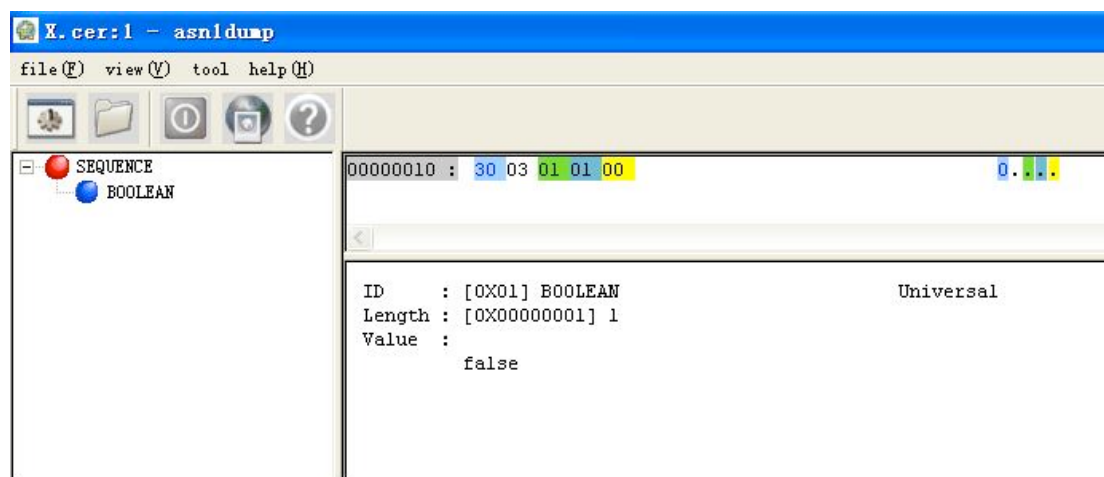 X.cer:1 - asn1dump
file(F) view(V) tool help(H)
SEQUENCE
BOOLEAN
00000010 : 30 03 01 01 00 0....
ID : [0X01] BOOLEAN Universal
Length : [0X00000001] 1
Value :
false